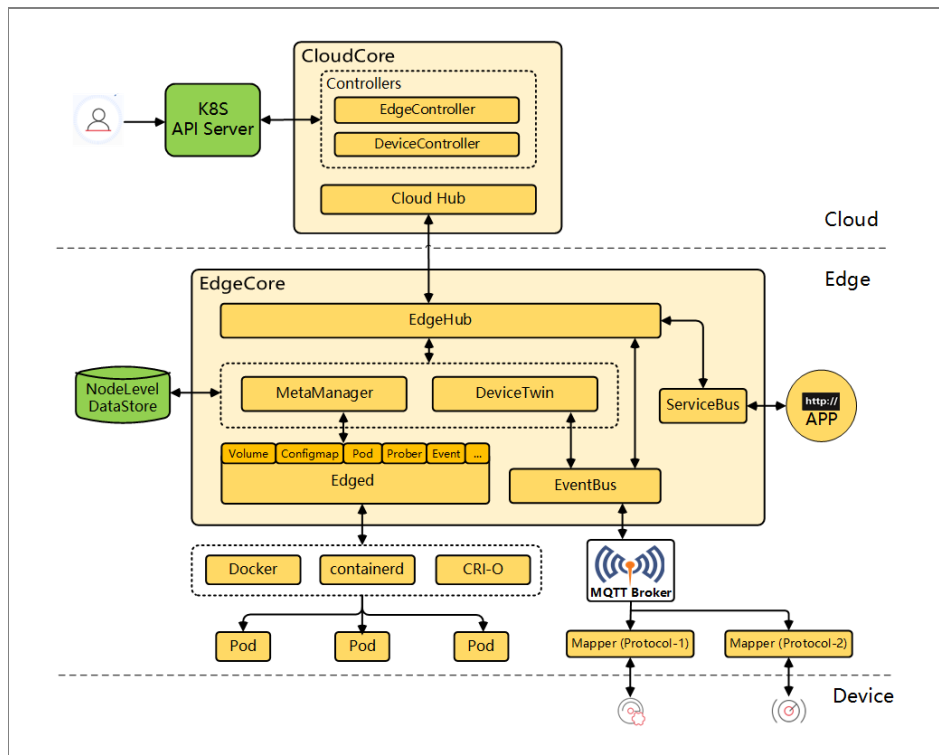 CloudCore
Controllers
EdgeController
DeviceController
K8S
API Server
Cloud Hub
Cloud
Edge
EdgeCore
EdgeHub
NodeLevel
DataStore
MetaManager
DeviceTwin
ServiceBus
http://
APP
Volume
Configmap
Pod
Prober
Event
...
Edged
EventBus
Docker
containerd
CRI-O
MQTT Broker
Pod
Pod
Pod
Mapper (Protocol-1)
Mapper (Protocol-2)
Device